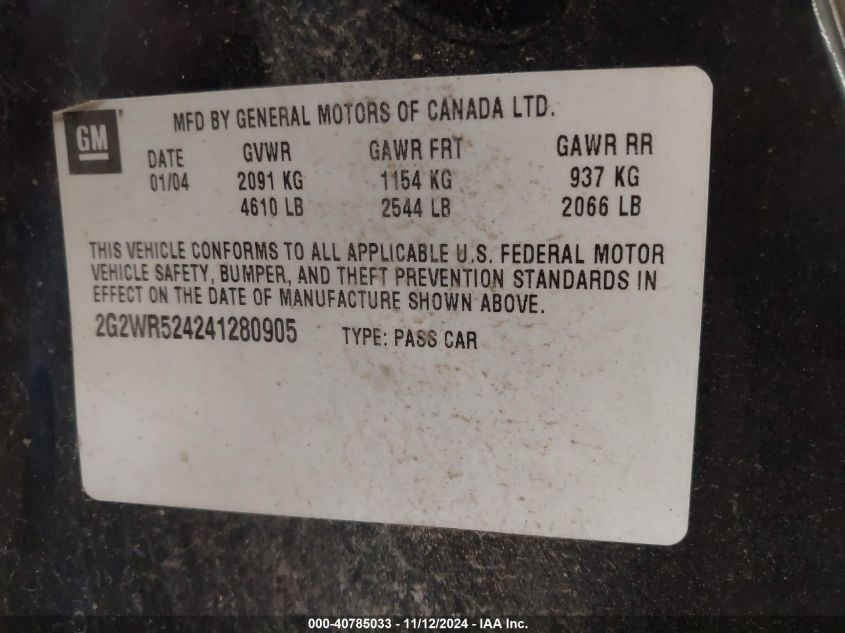 GM
MFD BY GENERAL MOTORS OF CANADA LTD.
DATE GVWR GAWR FRT GAWR RR
01/04 2091 KG 1154 KG 937 KG
4610 LB 2544 LB 2066 LB
THIS VEHICLE CONFORMS TO ALL APPLICABLE U.S. FEDERAL MOTOR
VEHICLE SAFETY, BUMPER, AND THEFT PREVENTION STANDARDS IN
EFFECT ON THE DATE OF MANUFACTURE SHOWN ABOVE.
2G2WR524241280905 TYPE: PASS CAR
000-40785033 - 11/12/2024 - IAA Inc.